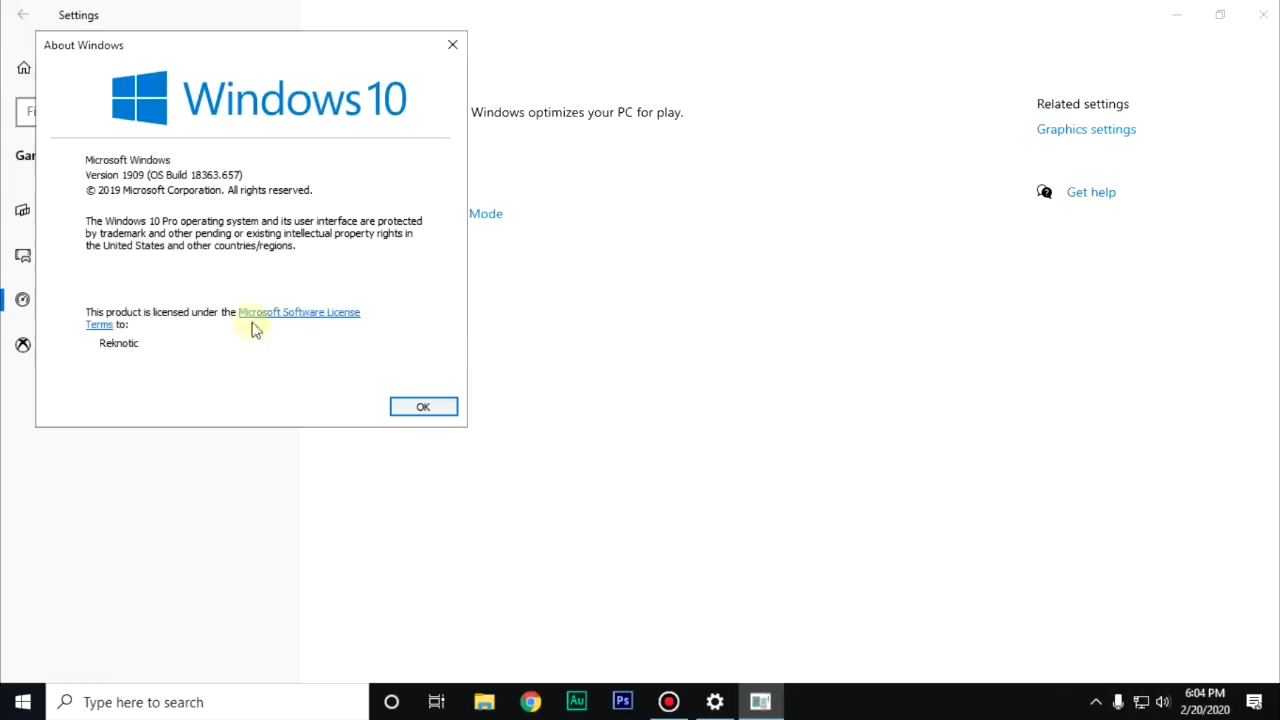 Settings
About Windows
Windows 10
Microsoft Windows
Version 1909 (OS Build 18363.657)
© 2019 Microsoft Corporation. All rights reserved.
The Windows 10 Pro operating system and its user interface are protected
by trademark and other pending or existing intellectual property rights in
the United States and other countries/regions.
This product is licensed under the Microsoft Software License
Terms to:
Reknotic
OK
Fi
Gar
Windows optimizes your PC for play.
Mode
Related settings
Graphics settings
Get help
Type here to search
Au
Ps
6:04 PM
2/20/2020